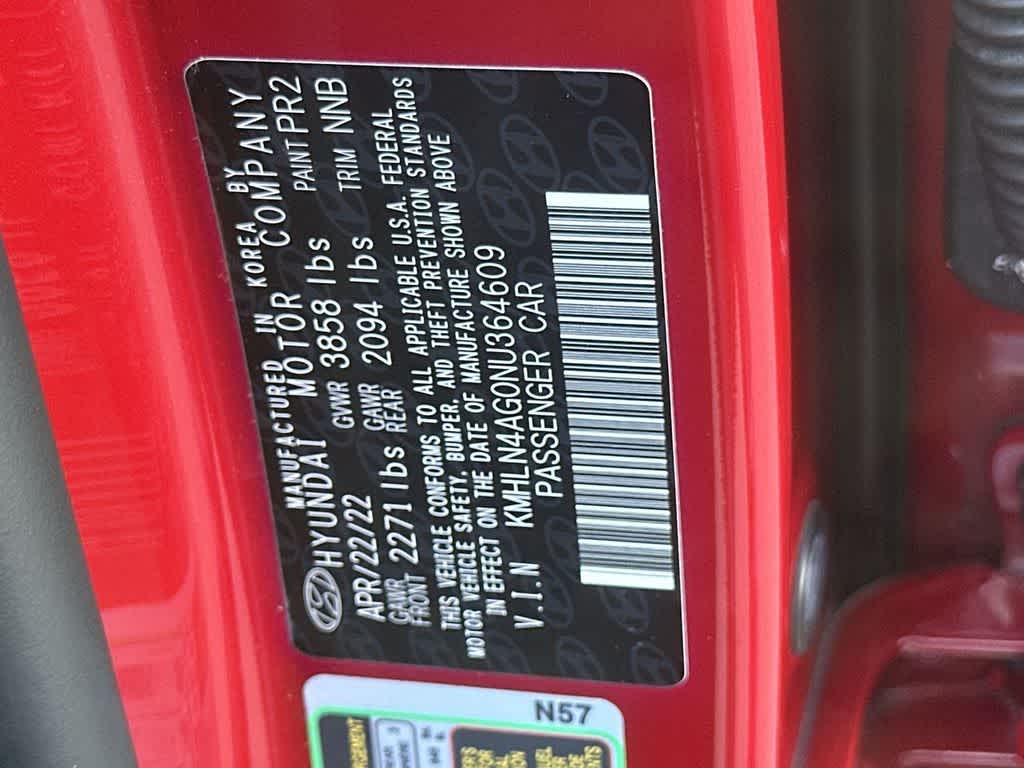 MANUFACTURED IN KOREA BY
HYUNDAI MOTOR COMPANY
APR/22/22 GVWR 3858 lbs PAINT PR2
GAWR FRONT 2271 lbs GAWR REAR 2094 lbs TRIM NNB
THIS VEHICLE CONFORMS TO ALL APPLICABLE U.S.A. FEDERAL
MOTOR VEHICLE SAFETY, BUMPER, AND THEFT PREVENTION STANDARDS
IN EFFECT ON THE DATE OF MANUFACTURE SHOWN ABOVE
V.I.N KMHLN4AG0NU364609
PASSENGER CAR
N57